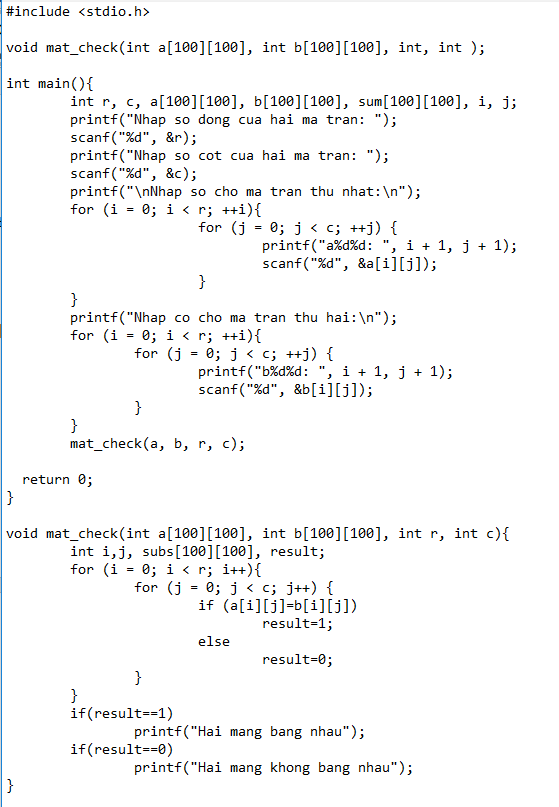 #include <stdio.h>

void mat_check(int a[100][100], int b[100][100], int, int );

int main(){
        int r, c, a[100][100], b[100][100], sum[100][100], i, j;
        printf("Nhap so dong cua hai ma tran: ");
        scanf("%d", &r);
        printf("Nhap so cot cua hai ma tran: ");
        scanf("%d", &c);
        printf("\nNhap so cho ma tran thu nhat:\n");
        for (i = 0; i < r; ++i){
                        for (j = 0; j < c; ++j) {
                                printf("a%d%d: ", i + 1, j + 1);
                                scanf("%d", &a[i][j]);
                        }
        }
        printf("Nhap co cho ma tran thu hai:\n");
        for (i = 0; i < r; ++i){
                for (j = 0; j < c; ++j) {
                        printf("b%d%d: ", i + 1, j + 1);
                        scanf("%d", &b[i][j]);
                }
        }
        mat_check(a, b, r, c);

  return 0;
}

void mat_check(int a[100][100], int b[100][100], int r, int c){
        int i,j, subs[100][100], result;
        for (i = 0; i < r; i++){
                for (j = 0; j < c; j++) {
                        if (a[i][j]=b[i][j])
                                result=1;
                        else
                                result=0;
                }
        }
        if(result==1)
                printf("Hai mang bang nhau");
        if(result==0)
                printf("Hai mang khong bang nhau");
}